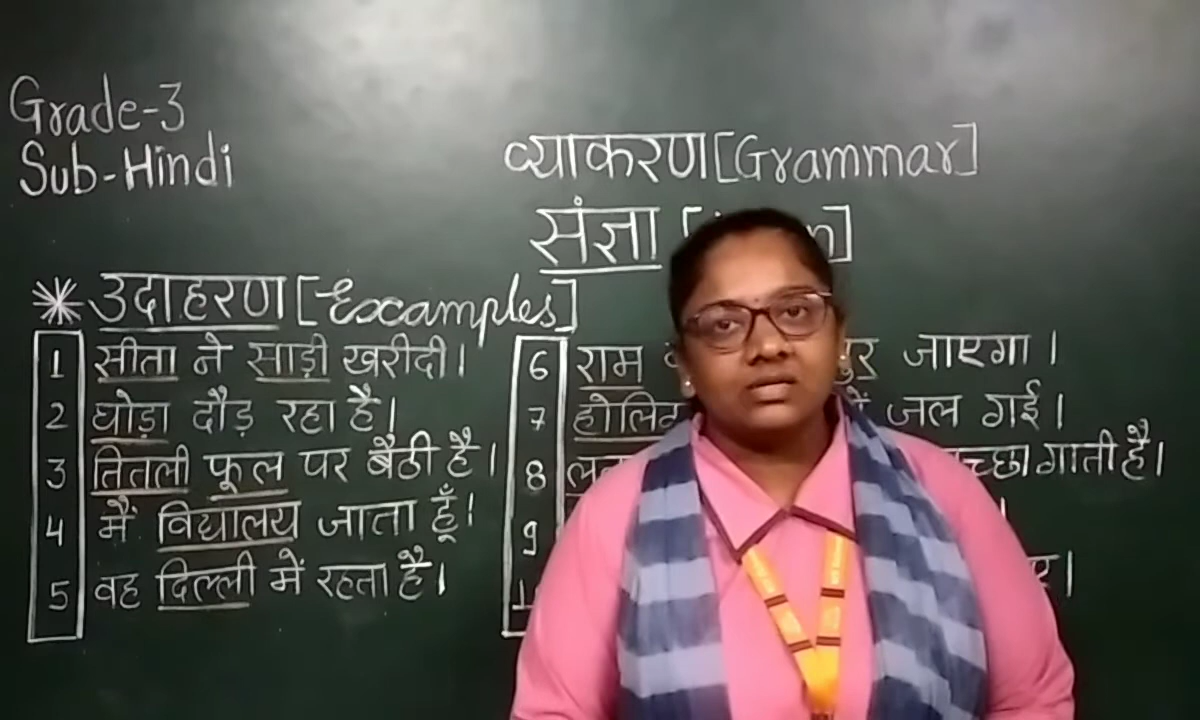 Grade-3
Sub-Hindi
व्याकरण [Grammar]
संज्ञा [ n]
* उदाहरण [Examples]
1 सीता ने साड़ी खरीदी।
2 घोड़ा दौड़ रहा है।
3 तितली फूल पर बैठी है।
4 मैं विद्यालय जाता हूँ।
5 वह दिल्ली में रहता है।
6 राम जाएगा।
7 में जल गई।
8 गाती है।
9